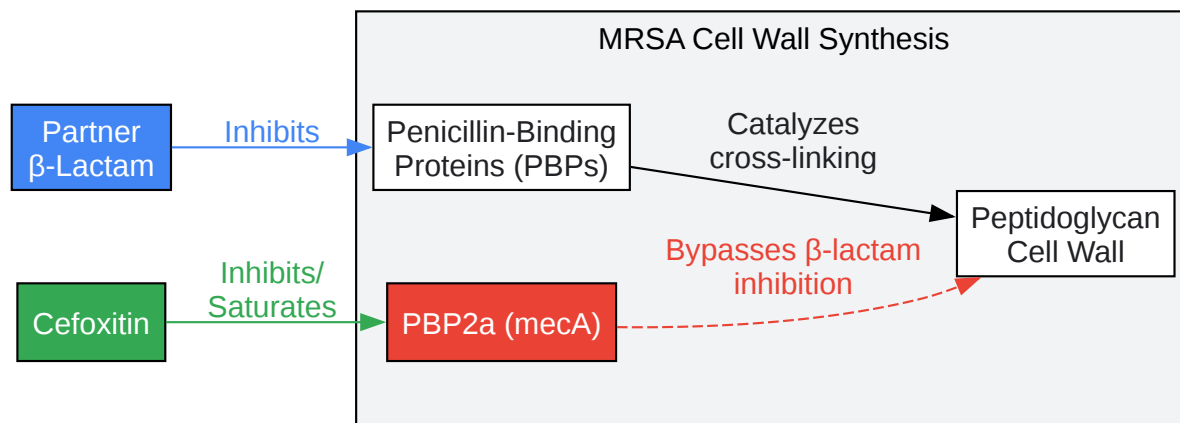 MRSA Cell Wall Synthesis
Partner
β-Lactam
Inhibits
Penicillin-Binding
Proteins (PBPs)
Catalyzes
cross-linking
Peptidoglycan
Cell Wall
Cefoxitin
Inhibits/
Saturates
PBP2a (mecA)
Bypasses β-lactam
inhibition